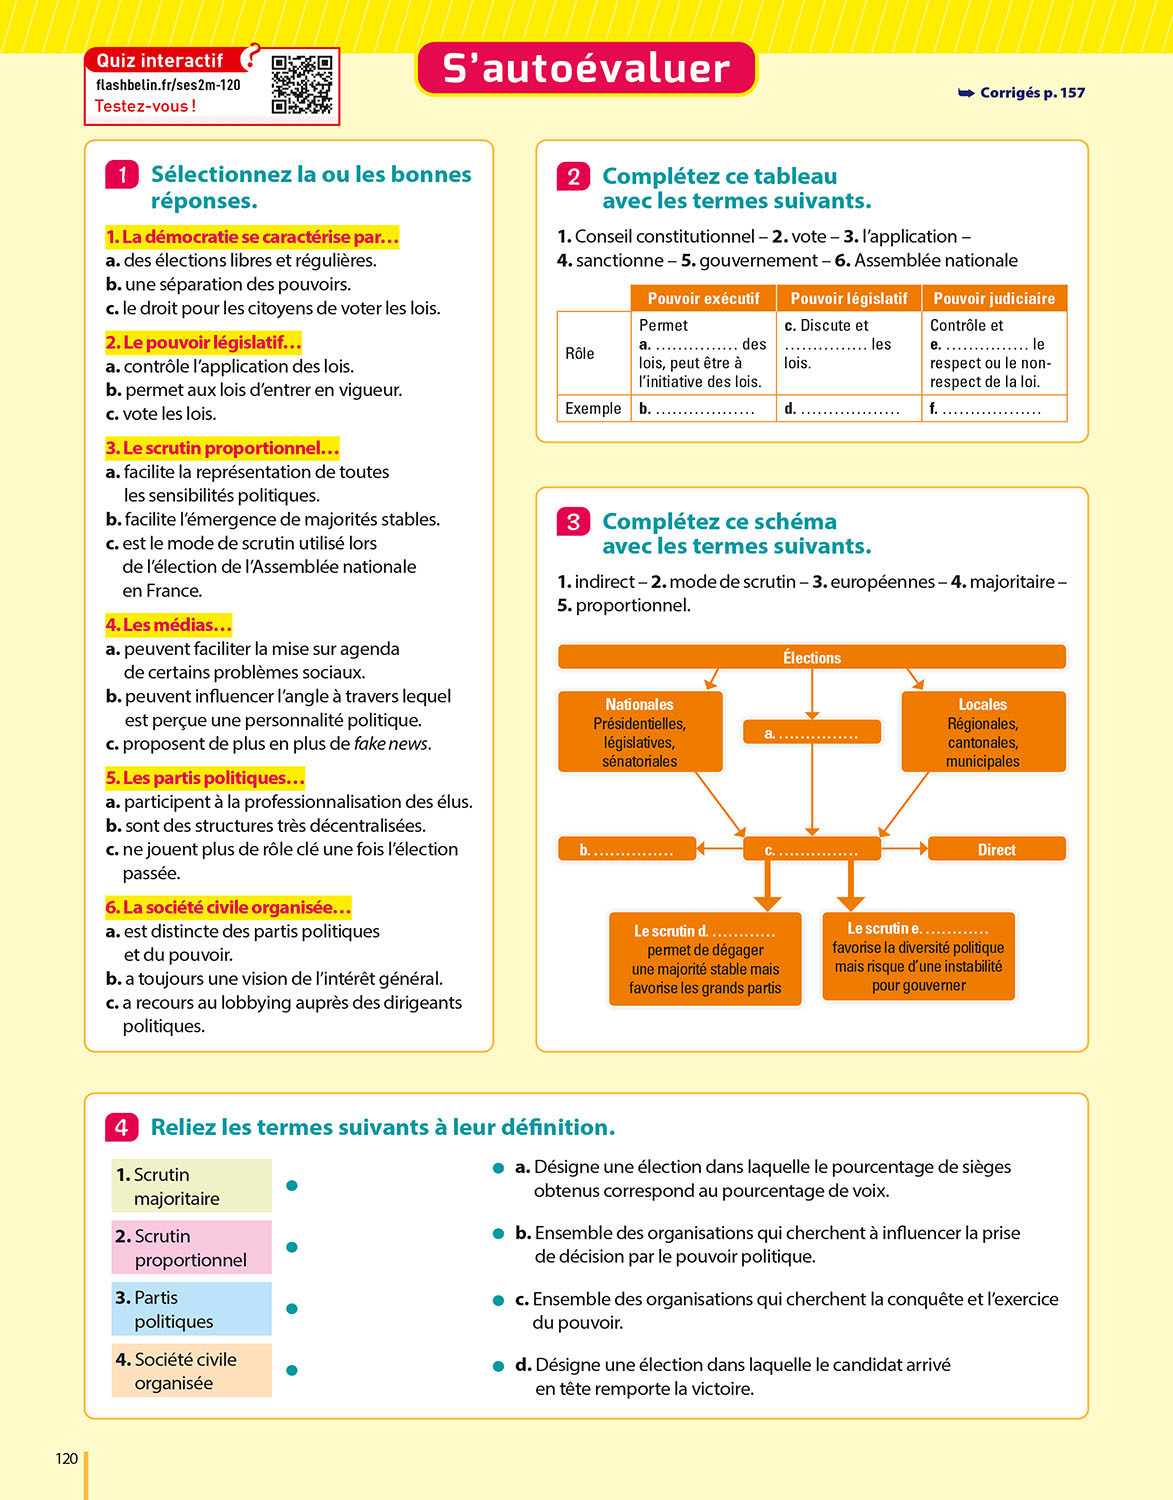 Quiz interactif ?
flashbelin.fr/ses2m-120
Testez-vous !
S'autoévaluer
➥ Corrigés p. 157
1 Sélectionnez la ou les bonnes
réponses.
1. La démocratie se caractérise par…
a. des élections libres et régulières.
b. une séparation des pouvoirs.
c. le droit pour les citoyens de voter les lois.
2. Le pouvoir législatif…
a. contrôle l'application des lois.
b. permet aux lois d'entrer en vigueur.
c. vote les lois.
3. Le scrutin proportionnel…
a. facilite la représentation de toutes
les sensibilités politiques.
b. facilite l'émergence de majorités stables.
c. est le mode de scrutin utilisé lors
de l'élection de l'Assemblée nationale
en France.
4. Les médias…
a. peuvent faciliter la mise sur agenda
de certains problèmes sociaux.
b. peuvent influencer l'angle à travers lequel
est perçue une personnalité politique.
c. proposent de plus en plus de fake news.
5. Les partis politiques…
a. participent à la professionnalisation des élus.
b. sont des structures très décentralisées.
c. ne jouent plus de rôle clé une fois l'élection
passée.
6. La société civile organisée…
a. est distincte des partis politiques
et du pouvoir.
b. a toujours une vision de l'intérêt général.
c. a recours au lobbying auprès des dirigeants
politiques.
2 Complétez ce tableau
avec les termes suivants.
1. Conseil constitutionnel – 2. vote – 3. l'application –
4. sanctionne – 5. gouvernement – 6. Assemblée nationale
Pouvoir exécutif Pouvoir législatif Pouvoir judiciaire
Rôle
Permet
a. ............... des
lois, peut être à
l'initiative des lois.
c. Discute et
............... les
lois.
Contrôle et
e. ............... le
respect ou le non-
respect de la loi.
Exemple b. .................. d. .................. f. ..................
3 Complétez ce schéma
avec les termes suivants.
1. indirect – 2. mode de scrutin – 3. européennes – 4. majoritaire –
5. proportionnel.
Élections
Nationales
Présidentielles,
législatives,
sénatoriales
a. ...............
Locales
Régionales,
cantonales,
municipales
b. ............... c. ............... Direct
Le scrutin d. ............
permet de dégager
une majorité stable mais
favorise les grands partis
Le scrutin e. ............
favorise la diversité politique
mais risque d'une instabilité
pour gouverner
4 Reliez les termes suivants à leur définition.
1. Scrutin
majoritaire
2. Scrutin
proportionnel
3. Partis
politiques
4. Société civile
organisée
a. Désigne une élection dans laquelle le pourcentage de sièges
obtenus correspond au pourcentage de voix.
b. Ensemble des organisations qui cherchent à influencer la prise
de décision par le pouvoir politique.
c. Ensemble des organisations qui cherchent la conquête et l'exercice
du pouvoir.
d. Désigne une élection dans laquelle le candidat arrivé
en tête remporte la victoire.
120